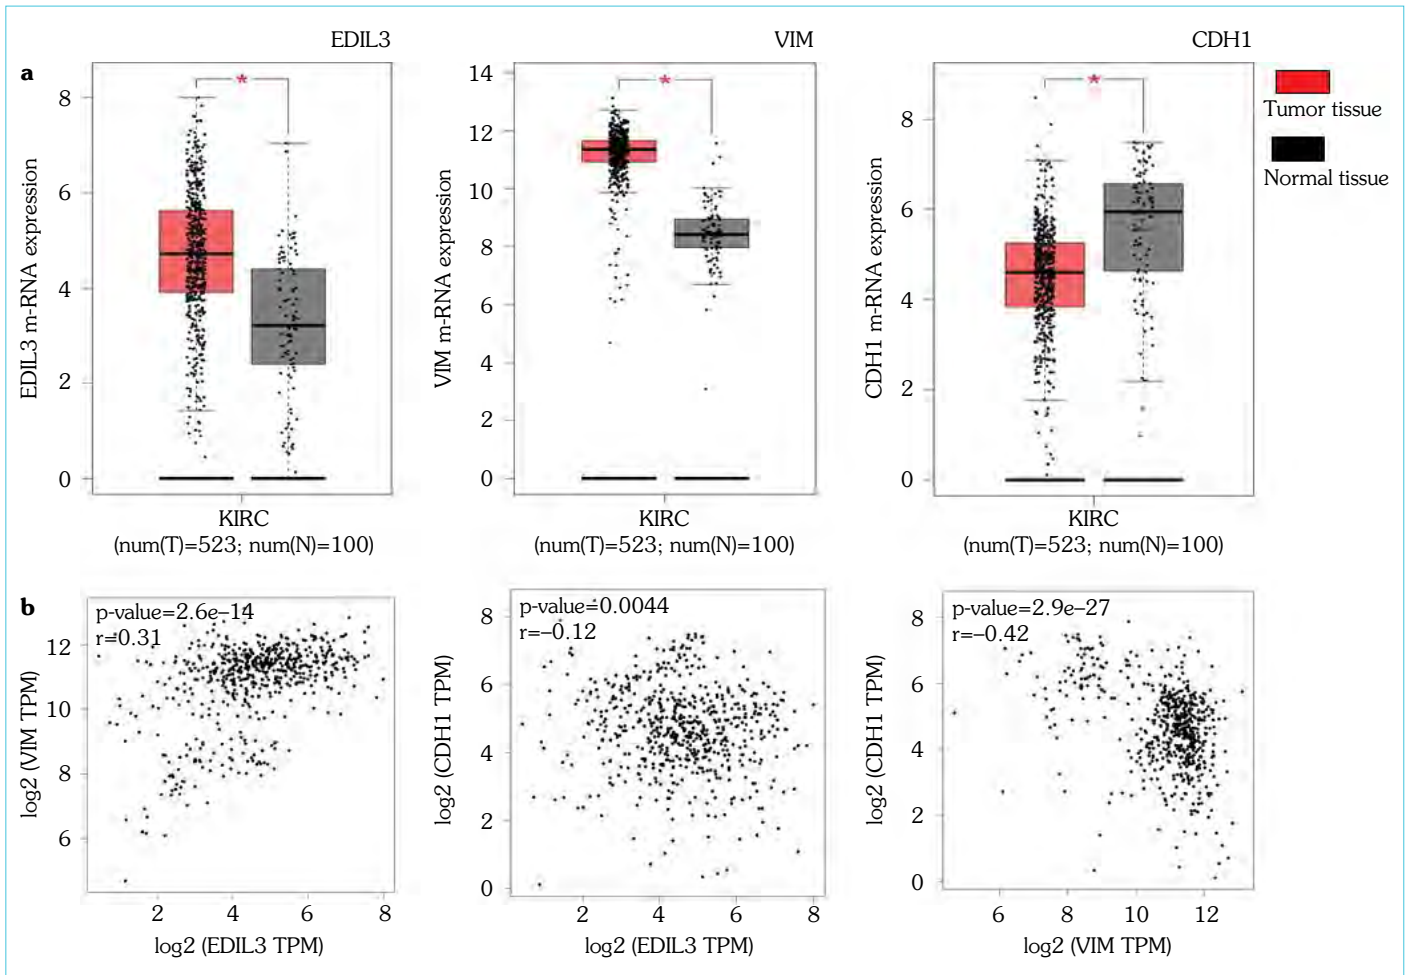 EDIL3
VIM
CDH1
a
EDIL3 m-RNA expression
8
6
4
2
0
*
KIRC
(num(T)=523; num(N)=100)
VIM m-RNA expression
14
12
10
8
6
4
2
0
*
KIRC
(num(T)=523; num(N)=100)
CDH1 m-RNA expression
8
6
4
2
0
*
KIRC
(num(T)=523; num(N)=100)
Tumor tissue
Normal tissue
b
p-value=2.6e–14
r=0.31
log2 (VIM TPM)
12
10
8
6
2 4 6 8
log2 (EDIL3 TPM)
p-value=0.0044
r=–0.12
log2 (CDH1 TPM)
8
6
4
2
0
2 4 6 8
log2 (EDIL3 TPM)
p-value=2.9e–27
r=–0.42
log2 (CDH1 TPM)
8
6
4
2
0
6 8 10 12
log2 (VIM TPM)